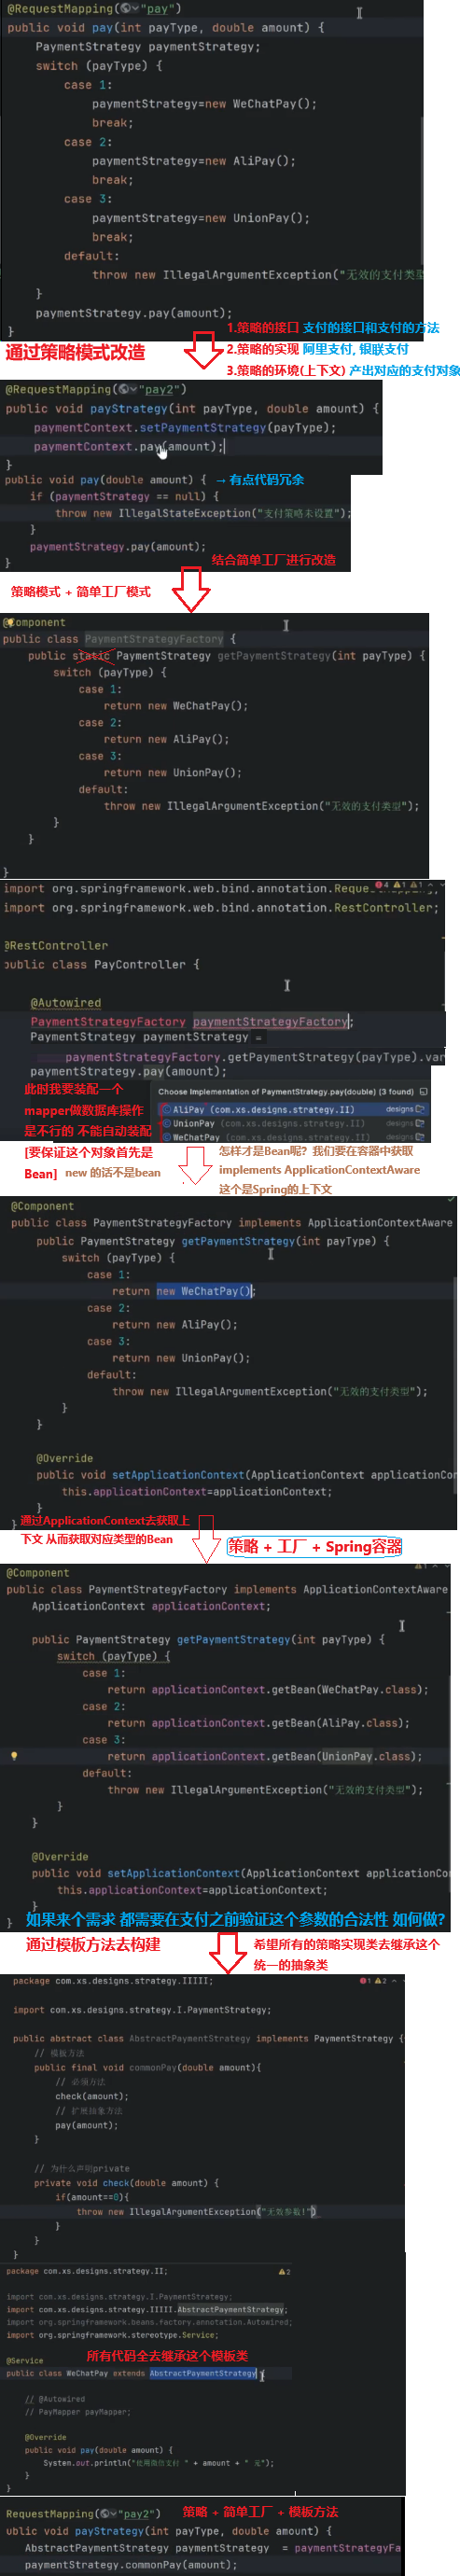 @RequestMapping("pay")
public void pay(int payType, double amount) {
PaymentStrategy paymentStrategy;
switch (payType) {
case 1:
paymentStrategy=new WeChatPay();
break;
case 2:
paymentStrategy=new AliPay();
break;
case 3:
paymentStrategy=new UnionPay();
break;
default:
throw new IllegalArgumentException("无效的支付类型
}
paymentStrategy.pay(amount);
}
1.策略的接口 支付的接口和支付的方法
通过策略模式改造
2.策略的实现 阿里支付, 银联支付
3.策略的环境(上下文) 产出对应的支付对象
@RequestMapping("pay2")
public void payStrategy(int payType, double amount) {
paymentContext.setPaymentStrategy(payType);
paymentContext.pay(amount);
}
public void pay(double amount) { → 有点代码冗余
if (paymentStrategy == null) {
throw new IllegalStateException("支付策略未设置");
}
paymentStrategy.pay(amount);
}
结合简单工厂进行改造
策略模式 + 简单工厂模式
@Component
public class PaymentStrategyFactory {
public static PaymentStrategy getPaymentStrategy(int payType) {
switch (payType) {
case 1:
return new WeChatPay();
case 2:
return new AliPay();
case 3:
return new UnionPay();
default:
throw new IllegalArgumentException("无效的支付类型");
}
}
}
import org.springframework.web.bind.annotation.RequestMapping;
import org.springframework.web.bind.annotation.RestController;
@RestController
public class PayController {
@Autowired
PaymentStrategyFactory paymentStrategyFactory;
PaymentStrategy paymentStrategy =
paymentStrategyFactory.getPaymentStrategy(payType).var
paymentStrategy.pay(amount);
此时我要装配一个
mapper做数据库操作
是不行的 不能自动装配
Choose Implementation of PaymentStrategy.pay(double) (3 found)
AliPay (com.xs.designs.strategy.II) designs
UnionPay (com.xs.designs.strategy.II) designs
WeChatPay (com.xs.designs.strategy.II) designs
[要保证这个对象首先是
Bean] new 的话不是bean
怎样才是Bean呢? 我们要在容器中获取
implements ApplicationContextAware
这个是Spring的上下文
@Component
public class PaymentStrategyFactory implements ApplicationContextAware
public PaymentStrategy getPaymentStrategy(int payType) {
switch (payType) {
case 1:
return new WeChatPay();
case 2:
return new AliPay();
case 3:
return new UnionPay();
default:
throw new IllegalArgumentException("无效的支付类型");
}
}
@Override
public void setApplicationContext(ApplicationContext applicationCon
this.applicationContext=applicationContext;
}
}
通过ApplicationContext去获取上
下文 从而获取对应类型的Bean
策略 + 工厂 + Spring容器
@Component
public class PaymentStrategyFactory implements ApplicationContextAware
ApplicationContext applicationContext;
public PaymentStrategy getPaymentStrategy(int payType) {
switch (payType) {
case 1:
return applicationContext.getBean(WeChatPay.class);
case 2:
return applicationContext.getBean(AliPay.class);
case 3:
return applicationContext.getBean(UnionPay.class);
default:
throw new IllegalArgumentException("无效的支付类型");
}
}
@Override
public void setApplicationContext(ApplicationContext applicationCon
this.applicationContext=applicationContext;
}
}
如果来个需求 都需要在支付之前验证这个参数的合法性 如何做?
通过模板方法去构建
希望所有的策略实现类去继承这个
统一的抽象类
package com.xs.designs.strategy.IIIII;
import com.xs.designs.strategy.I.PaymentStrategy;
public abstract class AbstractPaymentStrategy implements PaymentStrategy {
// 模板方法
public final void commonPay(double amount){
// 必须方法
check(amount);
// 扩展抽象方法
pay(amount);
}
// 为什么声明private
private void check(double amount) {
if(amount==0){
throw new IllegalArgumentException("无效参数!")
}
}
}
package com.xs.designs.strategy.II;
import com.xs.designs.strategy.I.PaymentStrategy;
import com.xs.designs.strategy.IIIII.AbstractPaymentStrategy;
import org.springframework.beans.factory.annotation.Autowired;
import org.springframework.stereotype.Service;
所有代码全去继承这个模板类
@Service
public class WeChatPay extends AbstractPaymentStrategy {
// @Autowired
// PayMapper payMapper;
@Override
public void pay(double amount) {
System.out.println("使用微信支付 " + amount + " 元");
}
}
RequestMapping("pay2") 策略 + 简单工厂 + 模板方法
ublic void payStrategy(int payType, double amount) {
AbstractPaymentStrategy paymentStrategy = paymentStrategyFa
paymentStrategy.commonPay(amount);